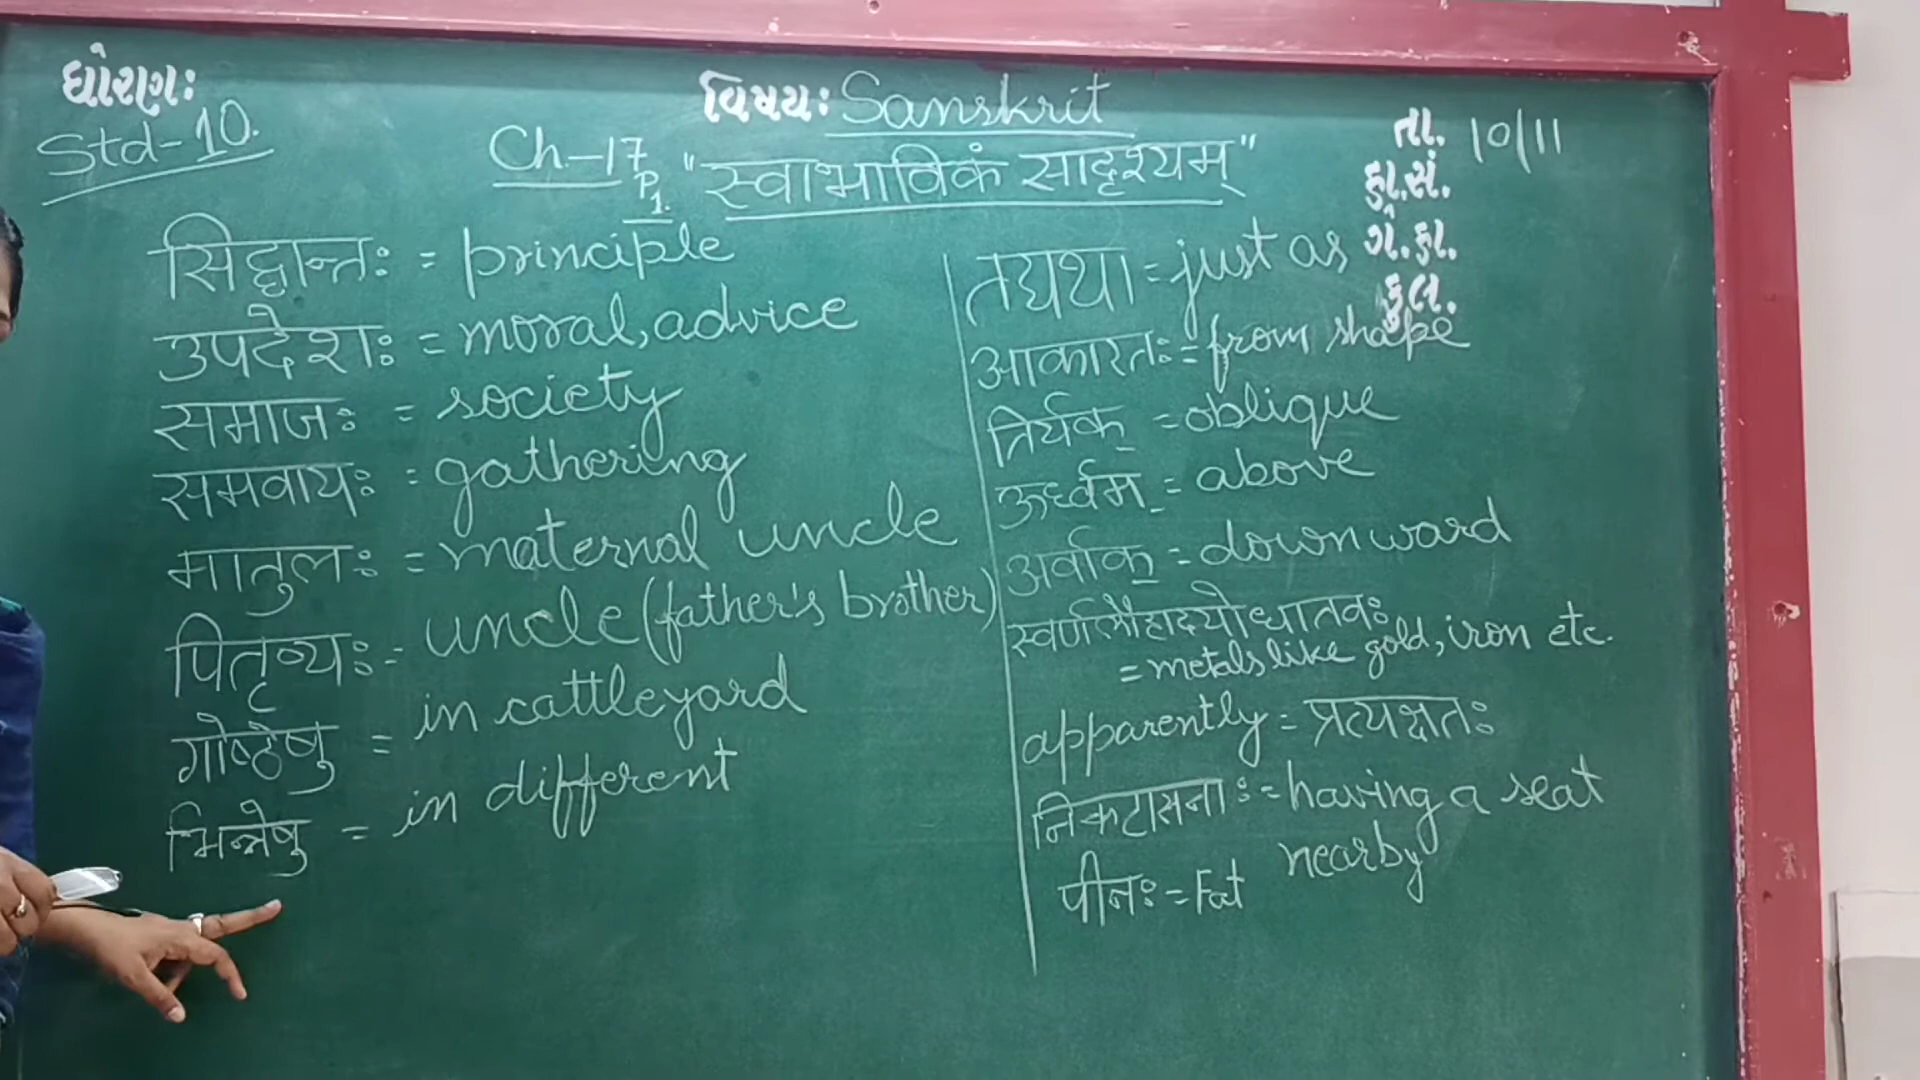 ધોરણ:
Std-10.
વિષય: Sanskrit
Ch.-17 "स्वाभाविकं सादृश्यम्"
P.1.
તા. 10/11
હા.સં.
ગે.હા.
કુલ.
सिद्धान्तः = principle
उपदेशः = moral, advice
समाजः = society
समवायः = gathering
मातुलः = maternal uncle
पितृव्यः = uncle (father's brother)
गोष्ठेषु = in cattleyard
भिन्नेषु = in different
तद्यथा = just as
आकारतः = from shape
तिर्यक् = oblique
ऊर्ध्वम् = above
अर्वाक् = downward
स्वर्णलौहादयोधातवः
= metals like gold, iron etc.
apparently = प्रत्यक्षतः
निकटासनाः = having a seat
nearby
पीनः = Fat